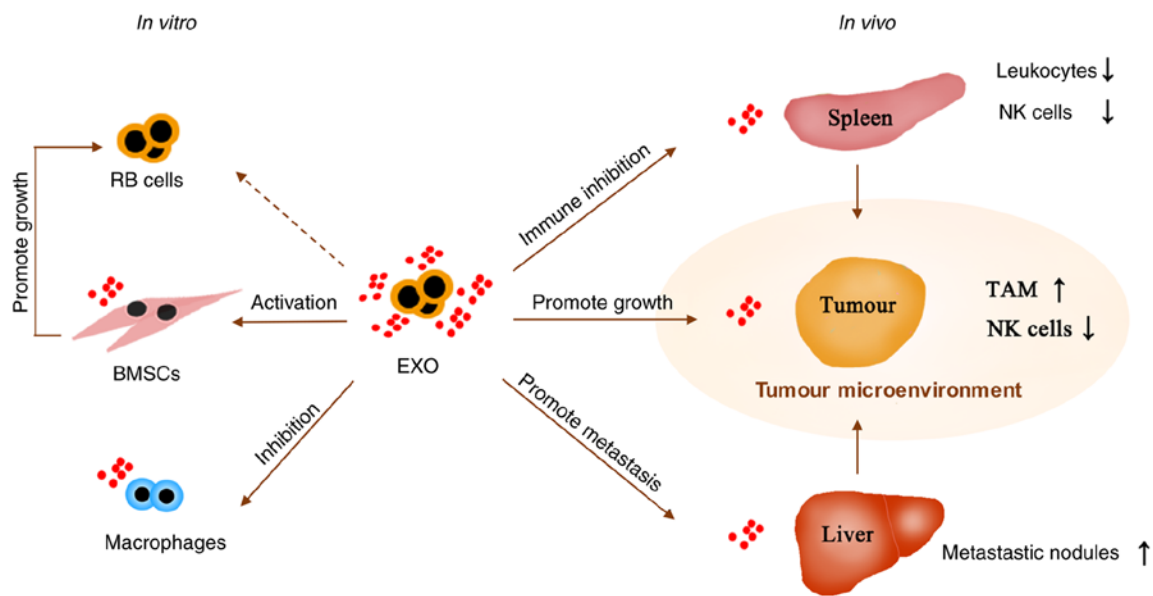 In vitro
In vivo
Leukocytes ↓
NK cells ↓
Spleen
RB cells
Promote growth
Immune inhibition
Activation
Promote growth
Tumour
TAM ↑
NK cells ↓
BMSCs
EXO
Tumour microenvironment
Inhibition
Promote metastasis
Macrophages
Liver
Metastastic nodules ↑